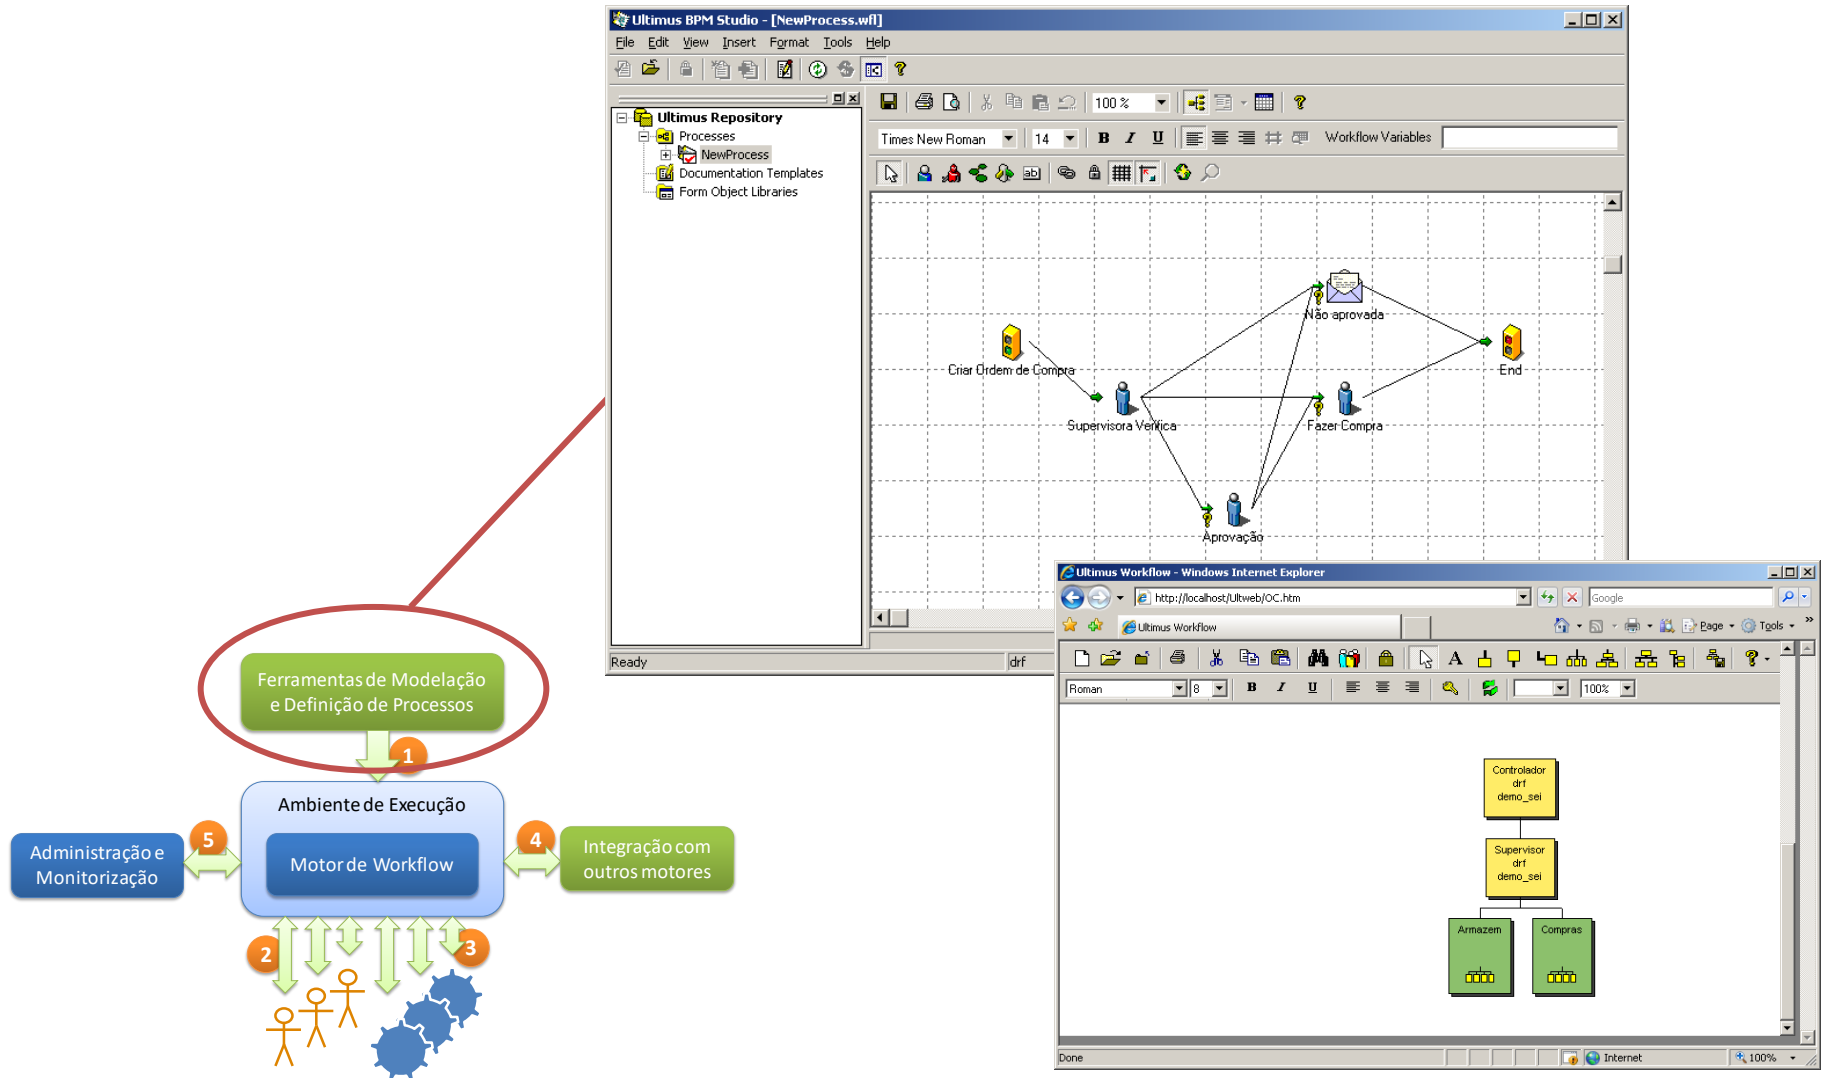 Ultimus BPM Studio - [NewProcess.wfl]
File Edit View Insert Format Tools Help
100 %
Ultimus Repository
Processes
NewProcess
Documentation Templates
Form Object Libraries
Times New Roman 14 B I U Workflow Variables
ab
Não aprovada
Criar Ordem de Compra
End
Supervisora Verifica
Fazer Compra
Aprovação
Ready
drf
Ultimus Workflow - Windows Internet Explorer
http://localhost/Ultweb/OC.htm
Google
Ultimus Workflow
Page Tools »
A
Roman 8 B I U 100%
Controlador
drf
demo_sei
Supervisor
drf
demo_sei
Armazem
Compras
Done
Internet
100%
Ferramentas de Modelação
e Definição de Processos
1
Ambiente de Execução
Motor de Workflow
5
Administração e
Monitorização
4
Integração com
outros motores
2
3